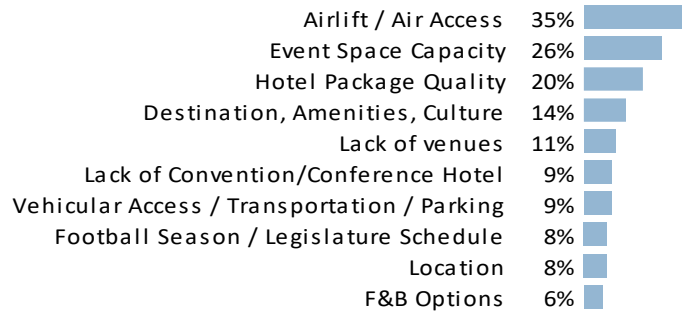 Airlift / Air Access 35%
Event Space Capacity 26%
Hotel Package Quality 20%
Destination, Amenities, Culture 14%
Lack of venues 11%
Lack of Convention/Conference Hotel 9%
Vehicular Access / Transportation / Parking 9%
Football Season / Legislature Schedule 8%
Location 8%
F&B Options 6%